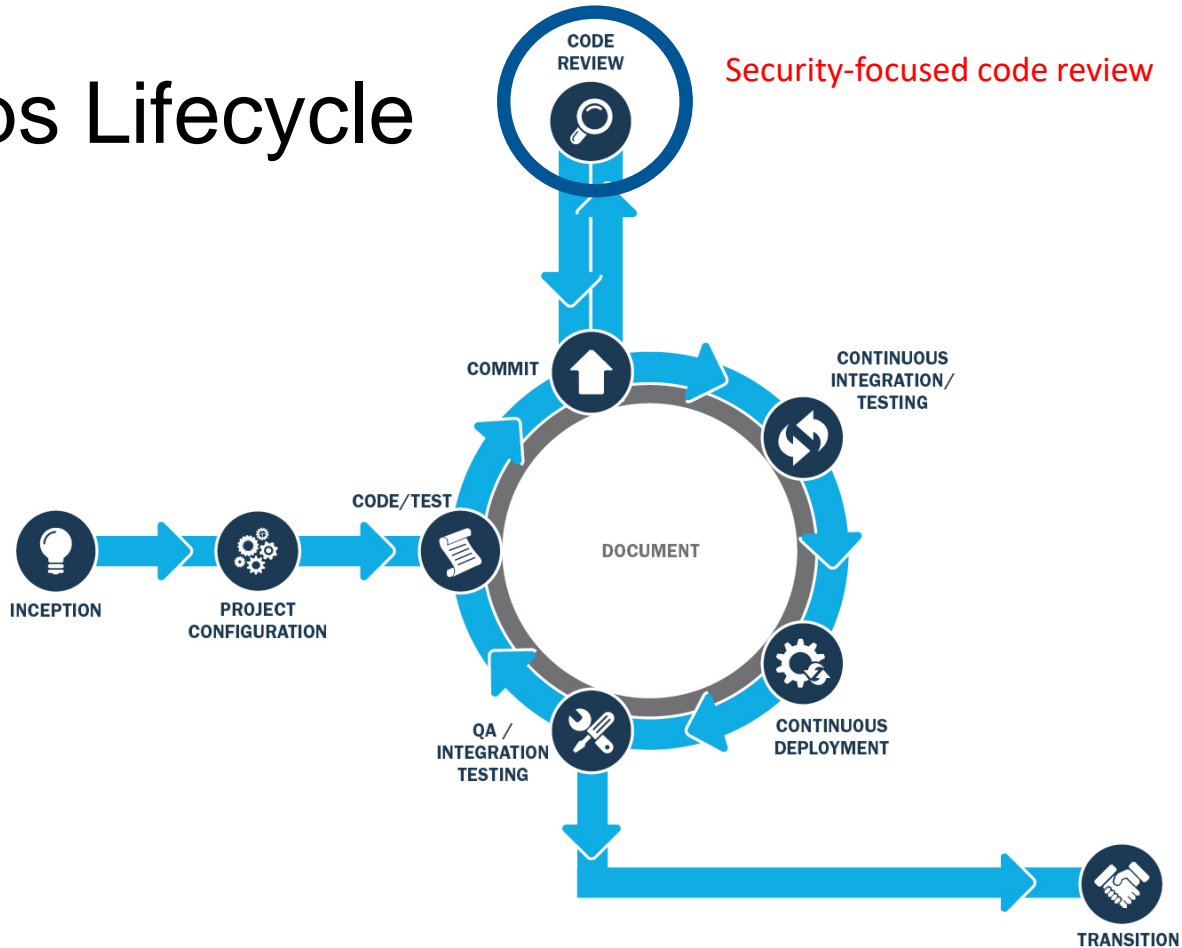 os Lifecycle
CODE
REVIEW
Security-focused code review
COMMIT
CONTINUOUS
INTEGRATION/
TESTING
CODE/TEST
DOCUMENT
INCEPTION
PROJECT
CONFIGURATION
QA /
INTEGRATION
TESTING
CONTINUOUS
DEPLOYMENT
TRANSITION